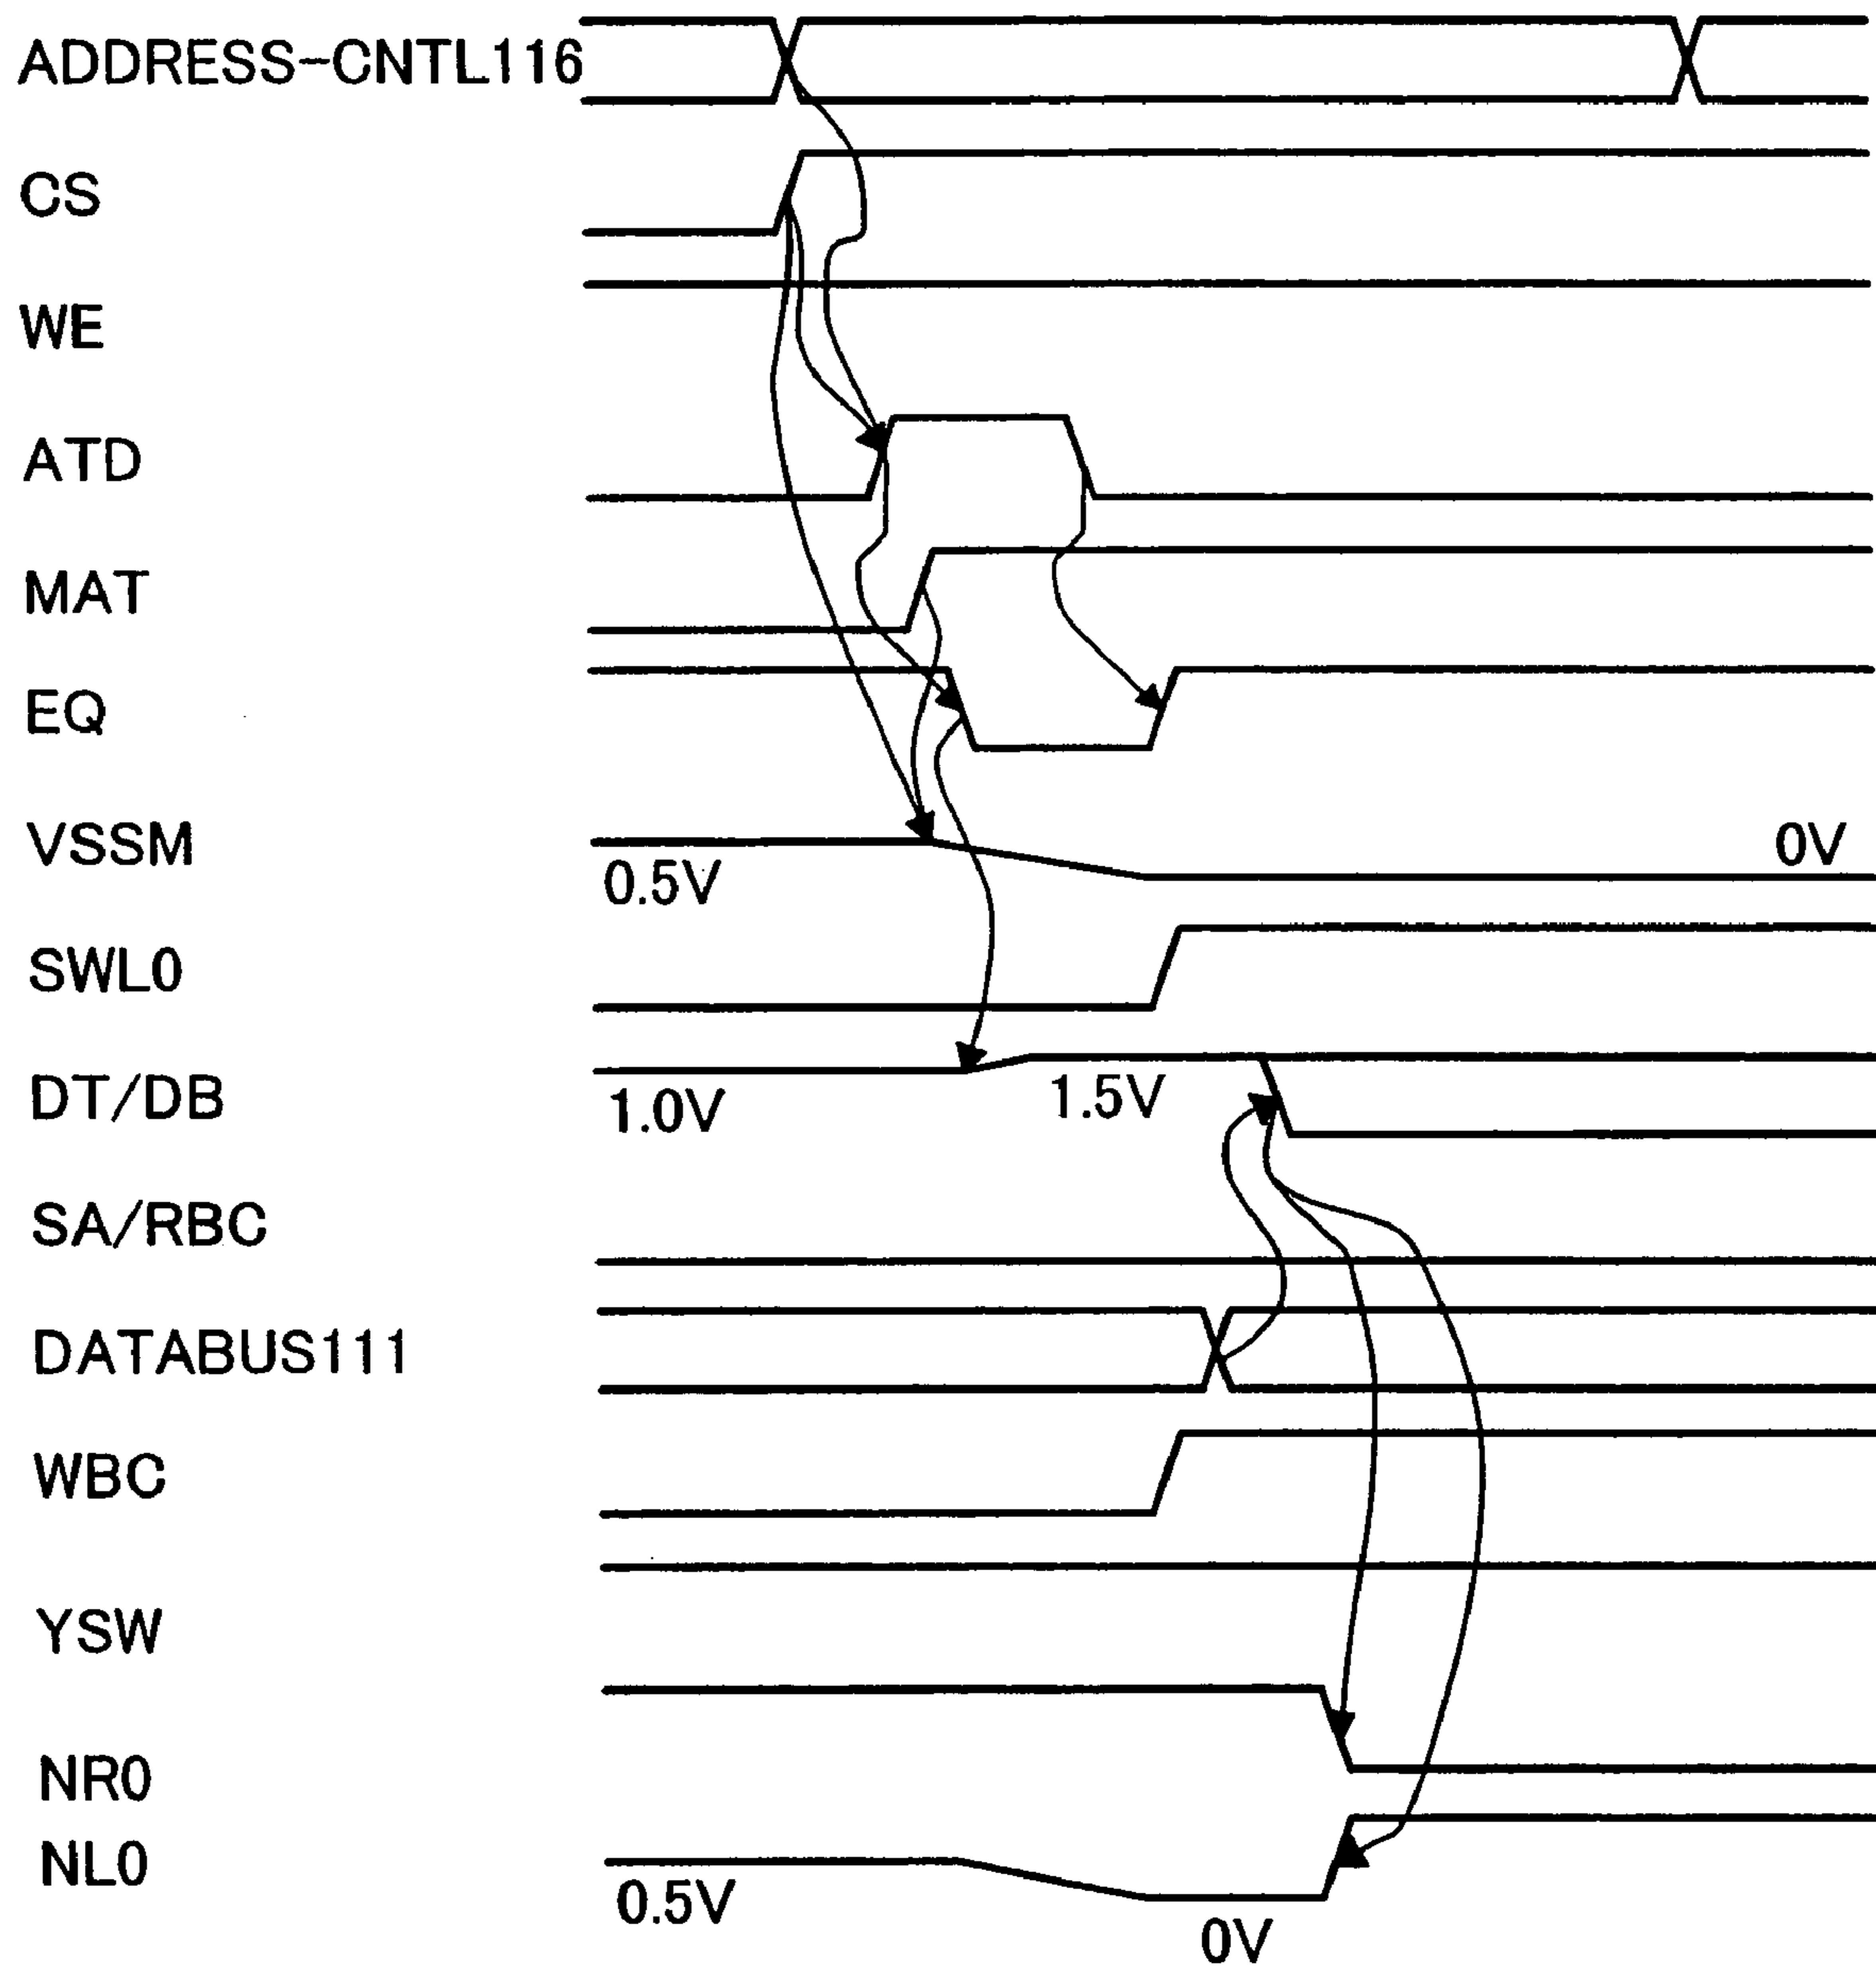 ADDRESS-CNTL116
CS
WE
ATD
MAT
EQ
VSSM
0.5V
0V
SWL0
DT/DB
1.0V
1.5V
SA/RBC
DATABUS111
WBC
YSW
NR0
NL0
0.5V
0V